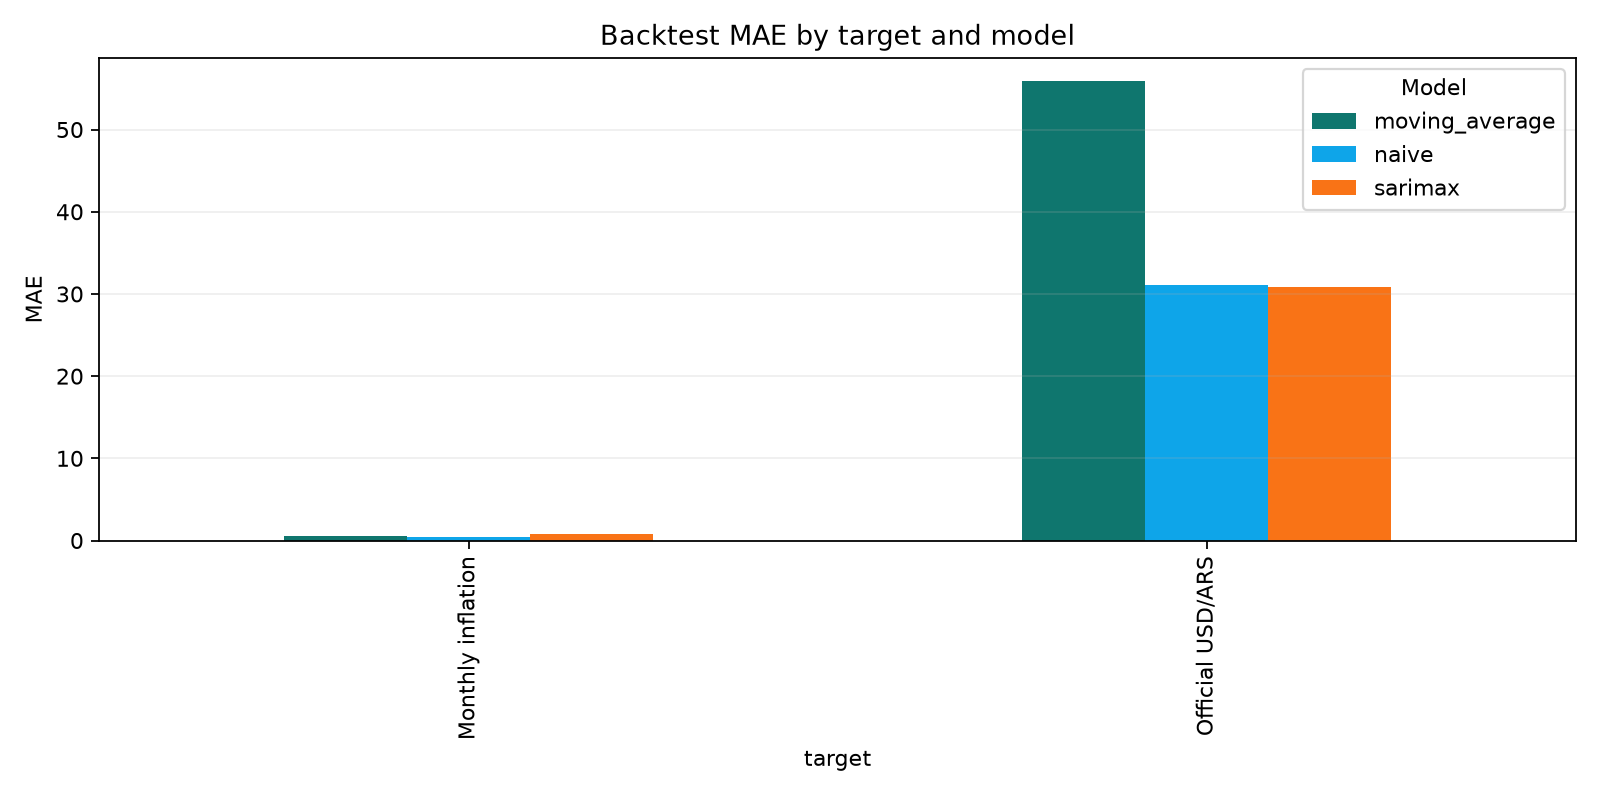 Backtest MAE by target and model
Model
moving_average
naive
sarimax
MAE
50
40
30
20
10
0
Monthly inflation
Official USD/ARS
target